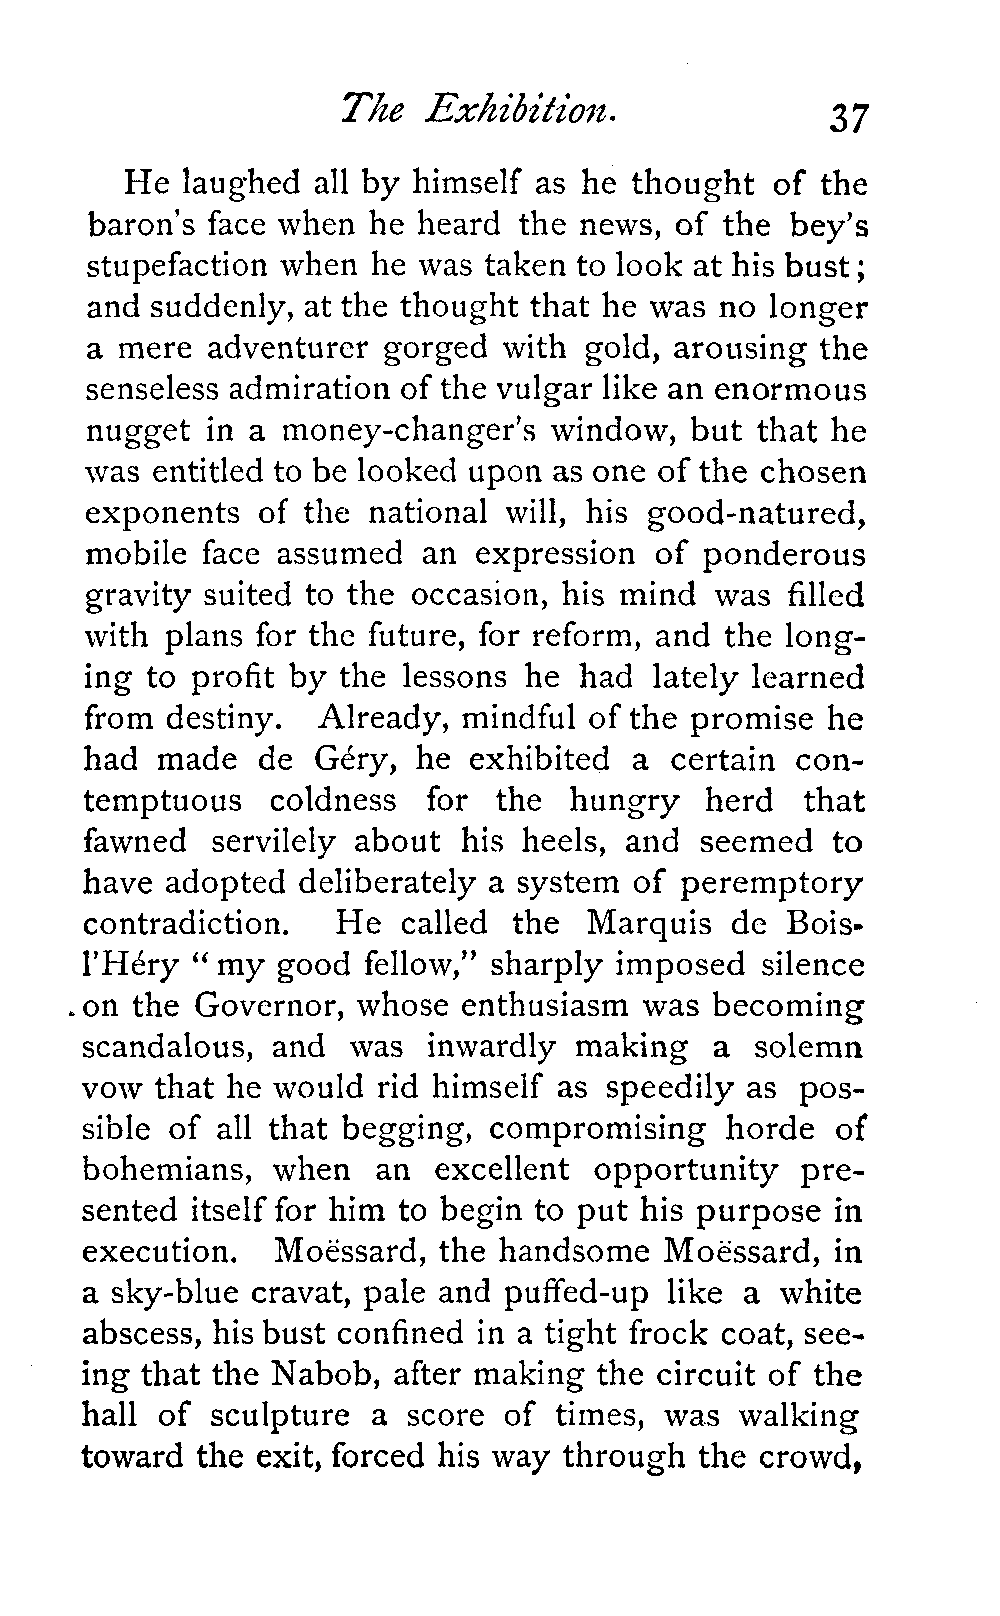 The Exhibition. 37
He laughed all by himself as he thought of the
baron's face when he heard the news, of the bey's
stupefaction when he was taken to look at his bust;
and suddenly, at the thought that he was no longer
a mere adventurer gorged with gold, arousing the
senseless admiration of the vulgar like an enormous
nugget in a money-changer's window, but that he
was entitled to be looked upon as one of the chosen
exponents of the national will, his good-natured,
mobile face assumed an expression of ponderous
gravity suited to the occasion, his mind was filled
with plans for the future, for reform, and the long-
ing to profit by the lessons he had lately learned
from destiny. Already, mindful of the promise he
had made de Géry, he exhibited a certain con-
temptuous coldness for the hungry herd that
fawned servilely about his heels, and seemed to
have adopted deliberately a system of peremptory
contradiction. He called the Marquis de Bois-
l'Héry "my good fellow," sharply imposed silence
on the Governor, whose enthusiasm was becoming
scandalous, and was inwardly making a solemn
vow that he would rid himself as speedily as pos-
sible of all that begging, compromising horde of
bohemians, when an excellent opportunity pre-
sented itself for him to begin to put his purpose in
execution. Moëssard, the handsome Moëssard, in
a sky-blue cravat, pale and puffed-up like a white
abscess, his bust confined in a tight frock coat, see-
ing that the Nabob, after making the circuit of the
hall of sculpture a score of times, was walking
toward the exit, forced his way through the crowd,